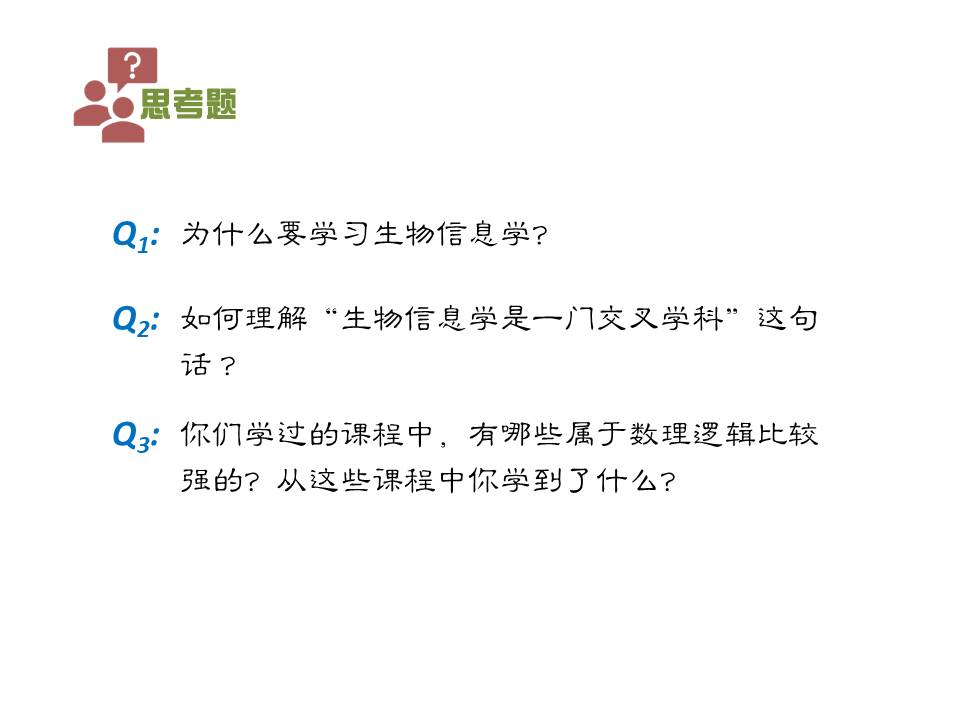 ?
思考题
Q1: 为什么要学习生物信息学?
Q2: 如何理解“生物信息学是一门交叉学科”这句
话？
Q3: 你们学过的课程中，有哪些属于数理逻辑比较
强的? 从这些课程中你学到了什么?